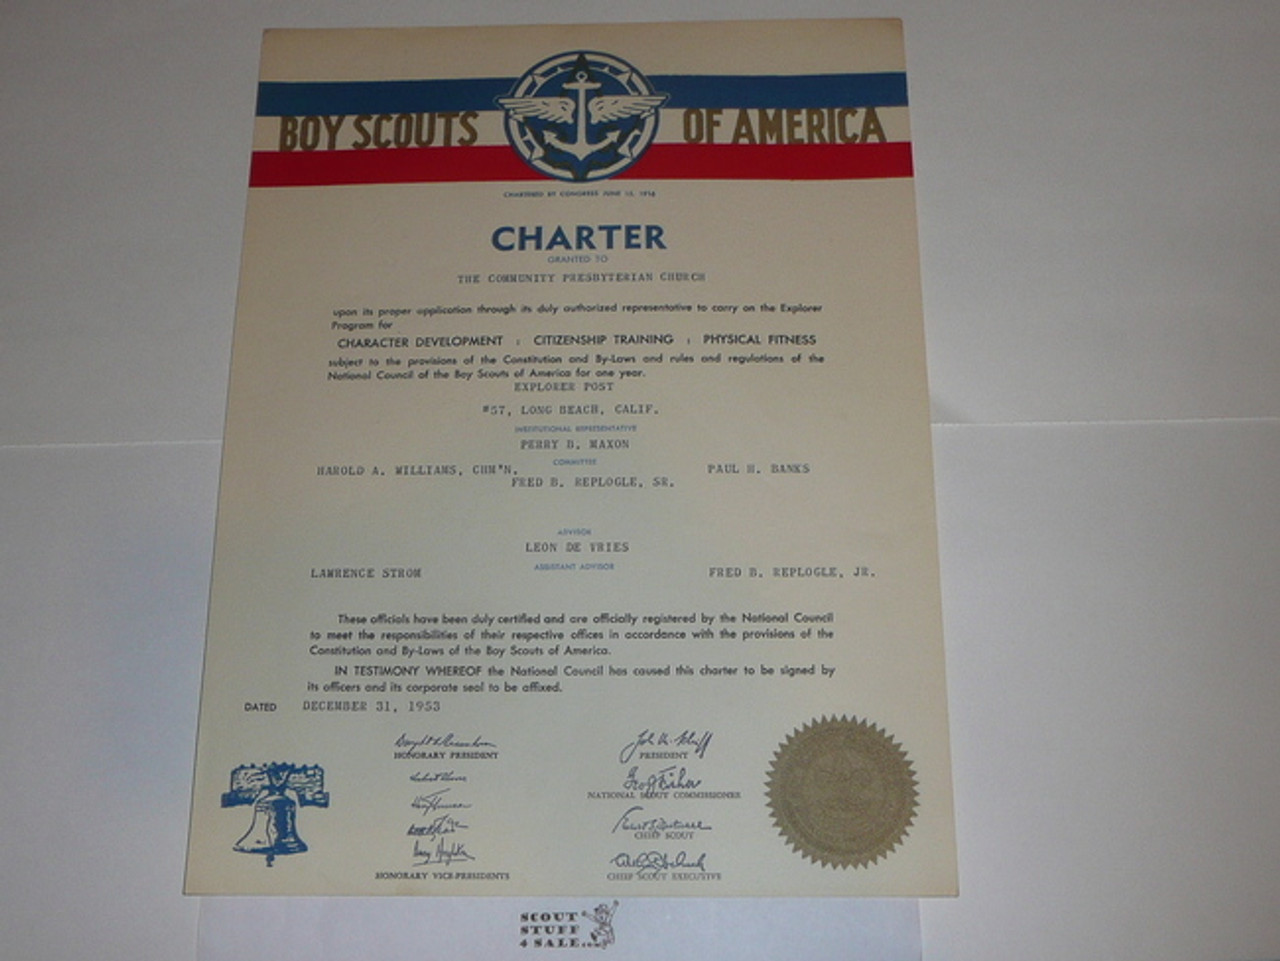 BOY SCOUTS OF AMERICA
CHARTERED BY CONGRESS JUNE 15, 1916
CHARTER
GRANTED TO
THE COMMUNITY PRESBYTERIAN CHURCH
upon its proper application through its duly authorized representative to carry on the Explorer
Program for
CHARACTER DEVELOPMENT : CITIZENSHIP TRAINING : PHYSICAL FITNESS
subject to the provisions of the Constitution and By-Laws and rules and regulations of the
National Council of the Boy Scouts of America for one year.
EXPLORER POST
#57, LONG BEACH, CALIF.
INSTITUTIONAL REPRESENTATIVE
PERRY B. MAXON
COMMITTEE
HAROLD A. WILLIAMS, CHM'N. PAUL H. BANKS
FRED B. REPLOGLE, SR.
ADVISOR
LEON DE VRIES
ASSISTANT ADVISOR
LAWRENCE STROM FRED B. REPLOGLE, JR.
These officials have been duly certified and are officially registered by the National Council
to meet the responsibilities of their respective offices in accordance with the provisions of the
Constitution and By-Laws of the Boy Scouts of America.
IN TESTIMONY WHEREOF the National Council has caused this charter to be signed by
its officers and its corporate seal to be affixed.
DATED DECEMBER 31, 1953
HONORARY PRESIDENT PRESIDENT
NATIONAL SCOUT COMMISSIONER
CHIEF SCOUT
HONORARY VICE-PRESIDENTS CHIEF SCOUT EXECUTIVE
SCOUT
STUFF
4 SALE.com